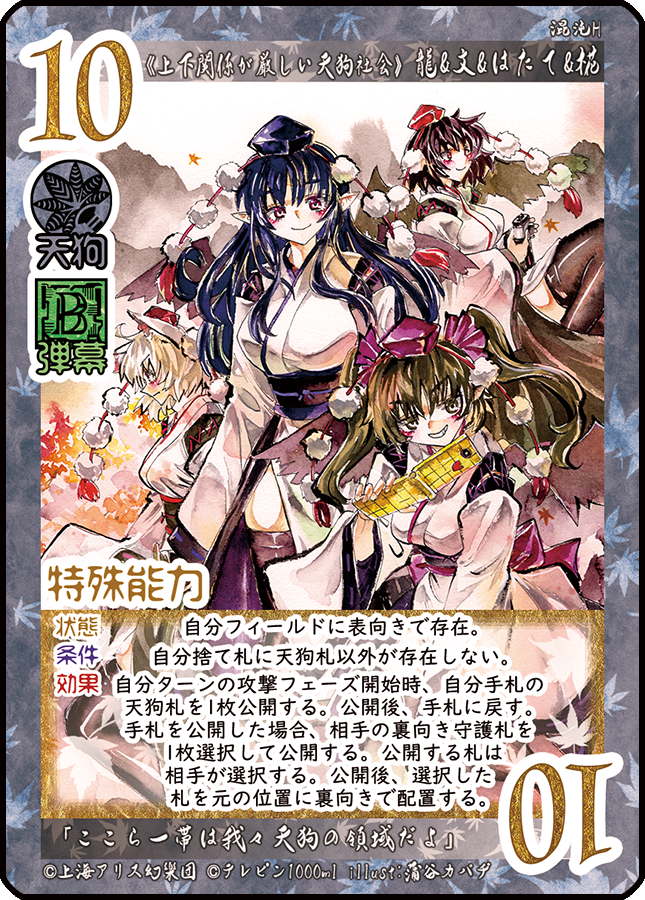 混沌H
10
《上下関係が厳しい天狗社会》 龍&文&はたて&椛
天狗
B
弾幕
特殊能力
状態 自分フィールドに表向きで存在。
条件 自分捨て札に天狗札以外が存在しない。
効果 自分ターンの攻撃フェーズ開始時、自分手札の
天狗札を1枚公開する。公開後、手札に戻す。
手札を公開した場合、相手の裏向き守護札を
1枚選択して公開する。公開する札は
相手が選択する。公開後、選択した
札を元の位置に裏向きで配置する。
10
「ここら一帯は我々天狗の領域だよ」
©上海アリス幻樂団 ©テレピン1000ml illust:蒲谷カバヂ